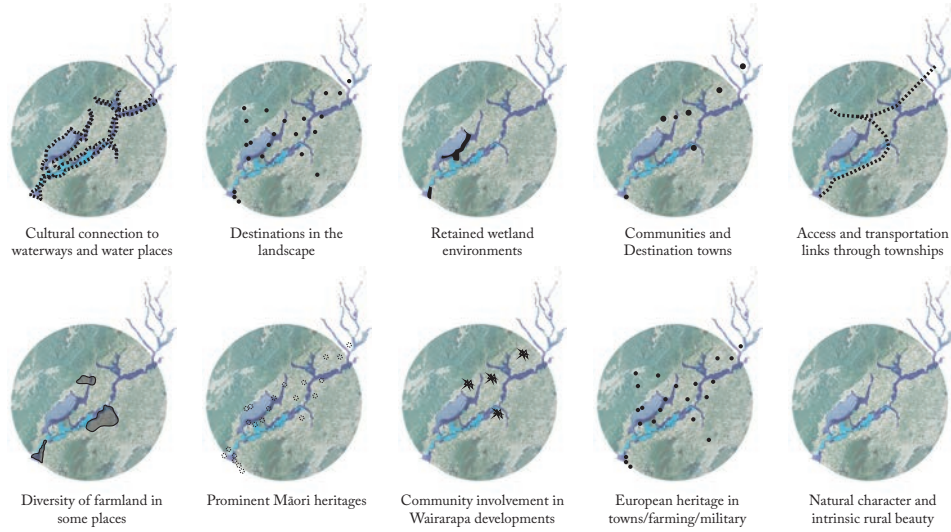 Cultural connection to
waterways and water places
Destinations in the
landscape
Retained wetland
environments
Communities and
Destination towns
Access and transportation
links through townships
Diversity of farmland in
some places
Prominent Māori heritages
Community involvement in
Wairarapa developments
European heritage in
towns/farming/military
Natural character and
intrinsic rural beauty